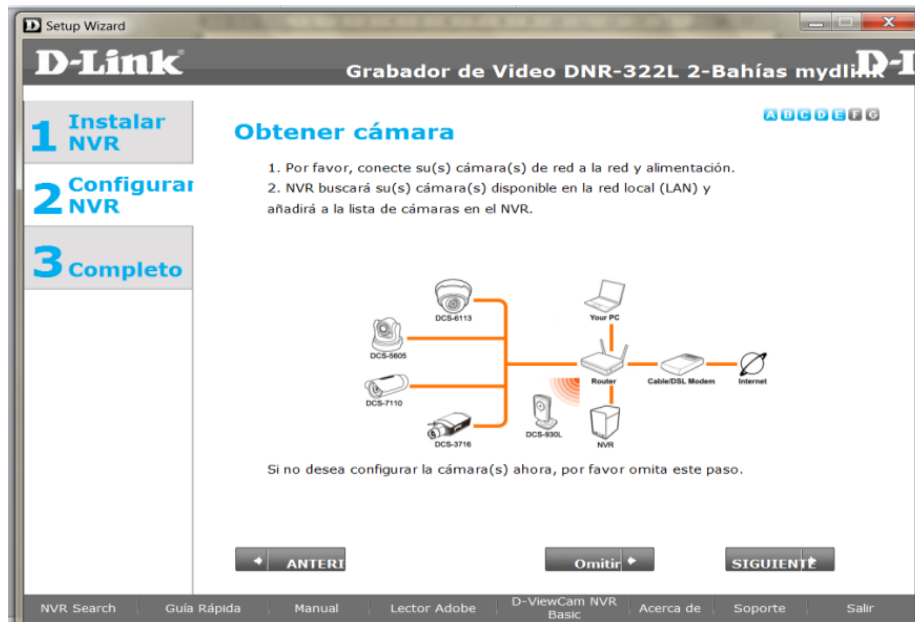 Setup Wizard
D-Link
Grabador de Video DNR-322L 2-Bahías mydlink
1 Instalar NVR
2 Configurar NVR
3 Completo
A B C D E F G
Obtener cámara
1. Por favor, conecte su(s) cámara(s) de red a la red y alimentación.
2. NVR buscará su(s) cámara(s) disponible en la red local (LAN) y
añadirá a la lista de cámaras en el NVR.
DCS-6113
Your PC
DCS-5605
Router
Cable/DSL Modem
Internet
DCS-7110
DCS-3716
DCS-930L
NVR
Si no desea configurar la cámara(s) ahora, por favor omita este paso.
ANTERI
Omitir
SIGUIENTE
NVR Search
Guía Rápida
Manual
Lector Adobe
D-ViewCam NVR
Basic
Acerca de
Soporte
Salir